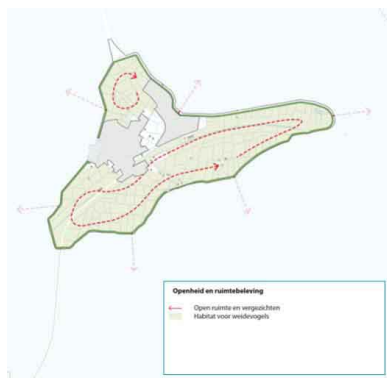 Openheid en ruimtebeleving
Open ruimte en vergezichten
Habitat voor weidevogels